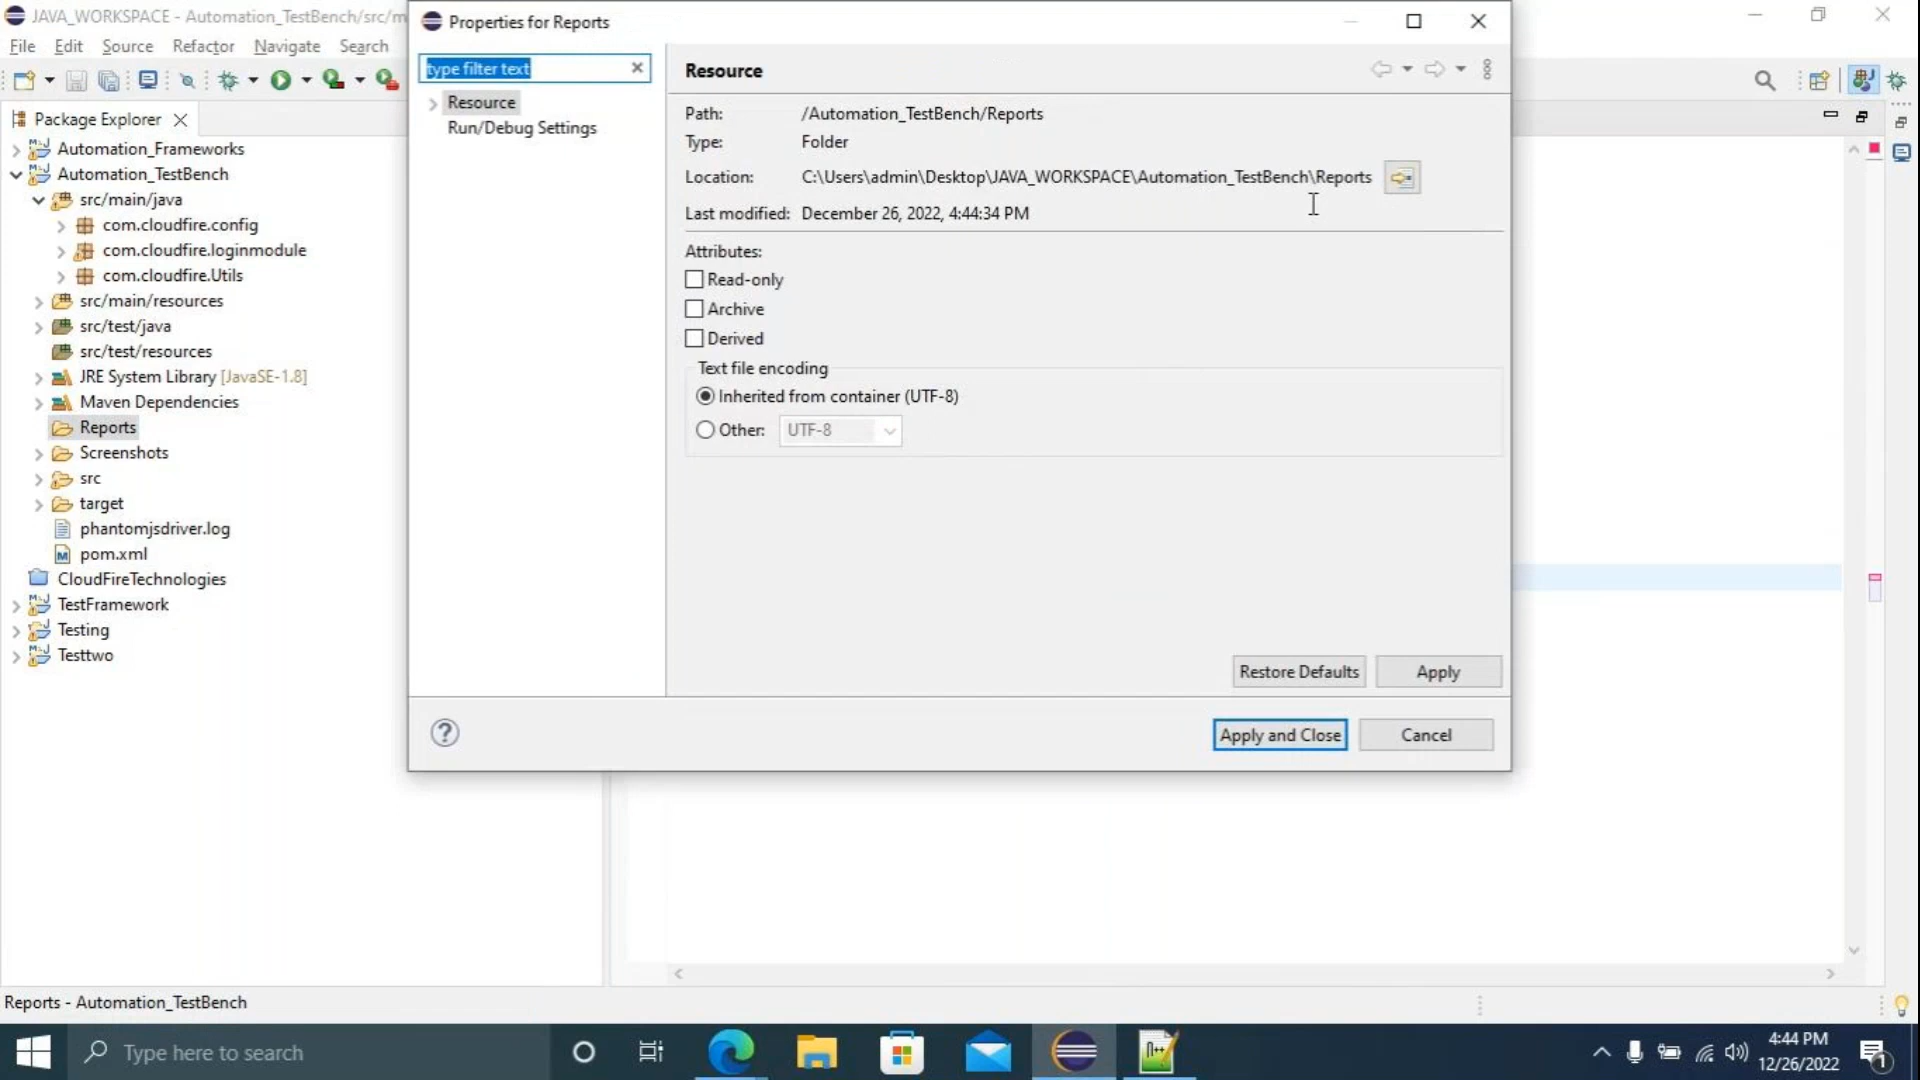 JAVA_WORKSPACE - Automation_TestBench/src/m
File Edit Source Refactor Navigate Search
Package Explorer
Automation_Frameworks
Automation_TestBench
src/main/java
com.cloudfire.config
com.cloudfire.loginmodule
com.cloudfire.Utils
src/main/resources
src/test/java
src/test/resources
JRE System Library [JavaSE-1.8]
Maven Dependencies
Reports
Screenshots
src
target
phantomjsdriver.log
pom.xml
CloudFireTechnologies
TestFramework
Testing
Testtwo
Properties for Reports
type filter text
Resource
Run/Debug Settings
Resource
Path: /Automation_TestBench/Reports
Type: Folder
Location: C:\Users\admin\Desktop\JAVA_WORKSPACE\Automation_TestBench\Reports
Last modified: December 26, 2022, 4:44:34 PM
Attributes:
Read-only
Archive
Derived
Text file encoding
Inherited from container (UTF-8)
Other: UTF-8
Restore Defaults Apply
Apply and Close Cancel
Reports - Automation_TestBench
Type here to search
4:44 PM
12/26/2022
1